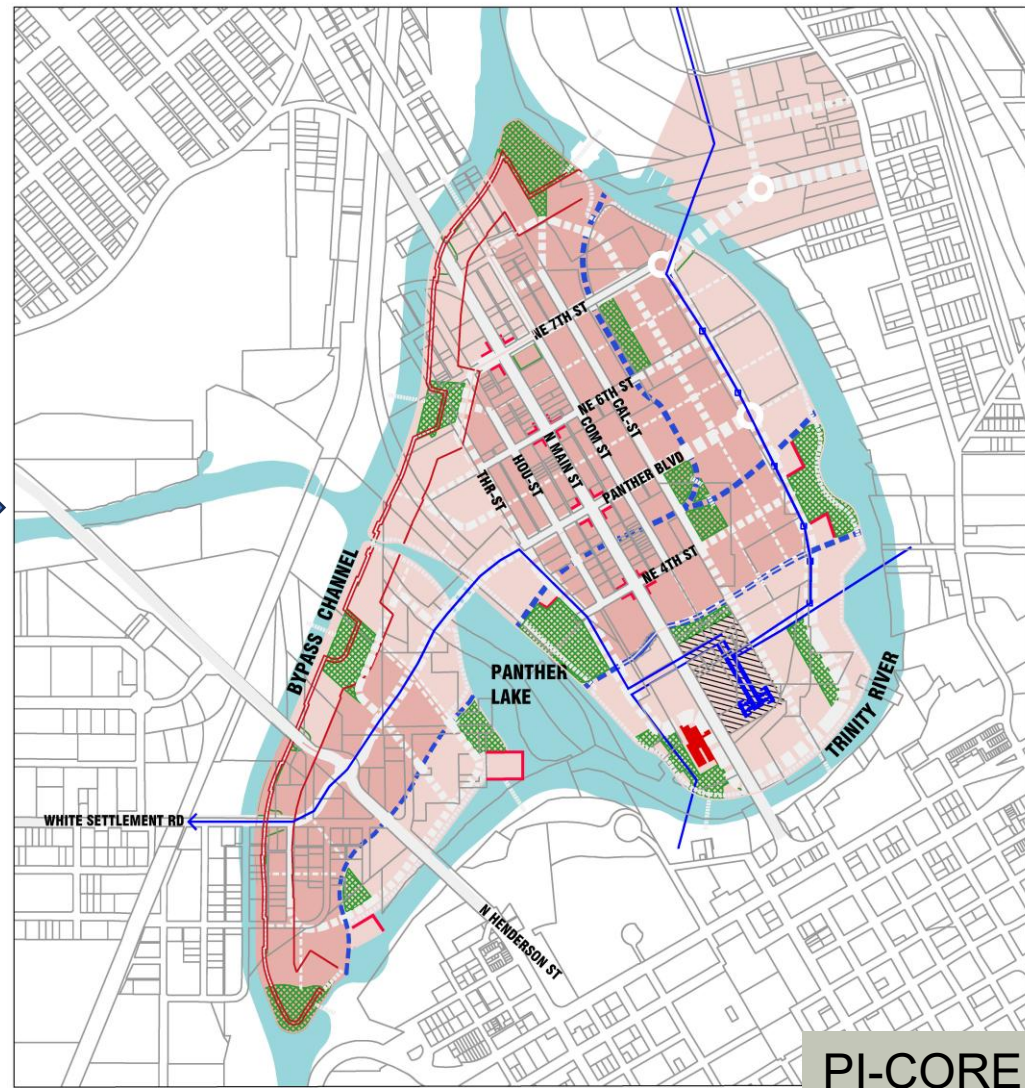 NE 7TH ST
NE 6TH ST
CAL-ST
COM ST
N MAIN ST
HOU-ST
THR-ST
PANTHER BLVD
NE 4TH ST
BYPASS CHANNEL
PANTHER
LAKE
TRINITY RIVER
WHITE SETTLEMENT RD
N HENDERSON ST
PI-CORE